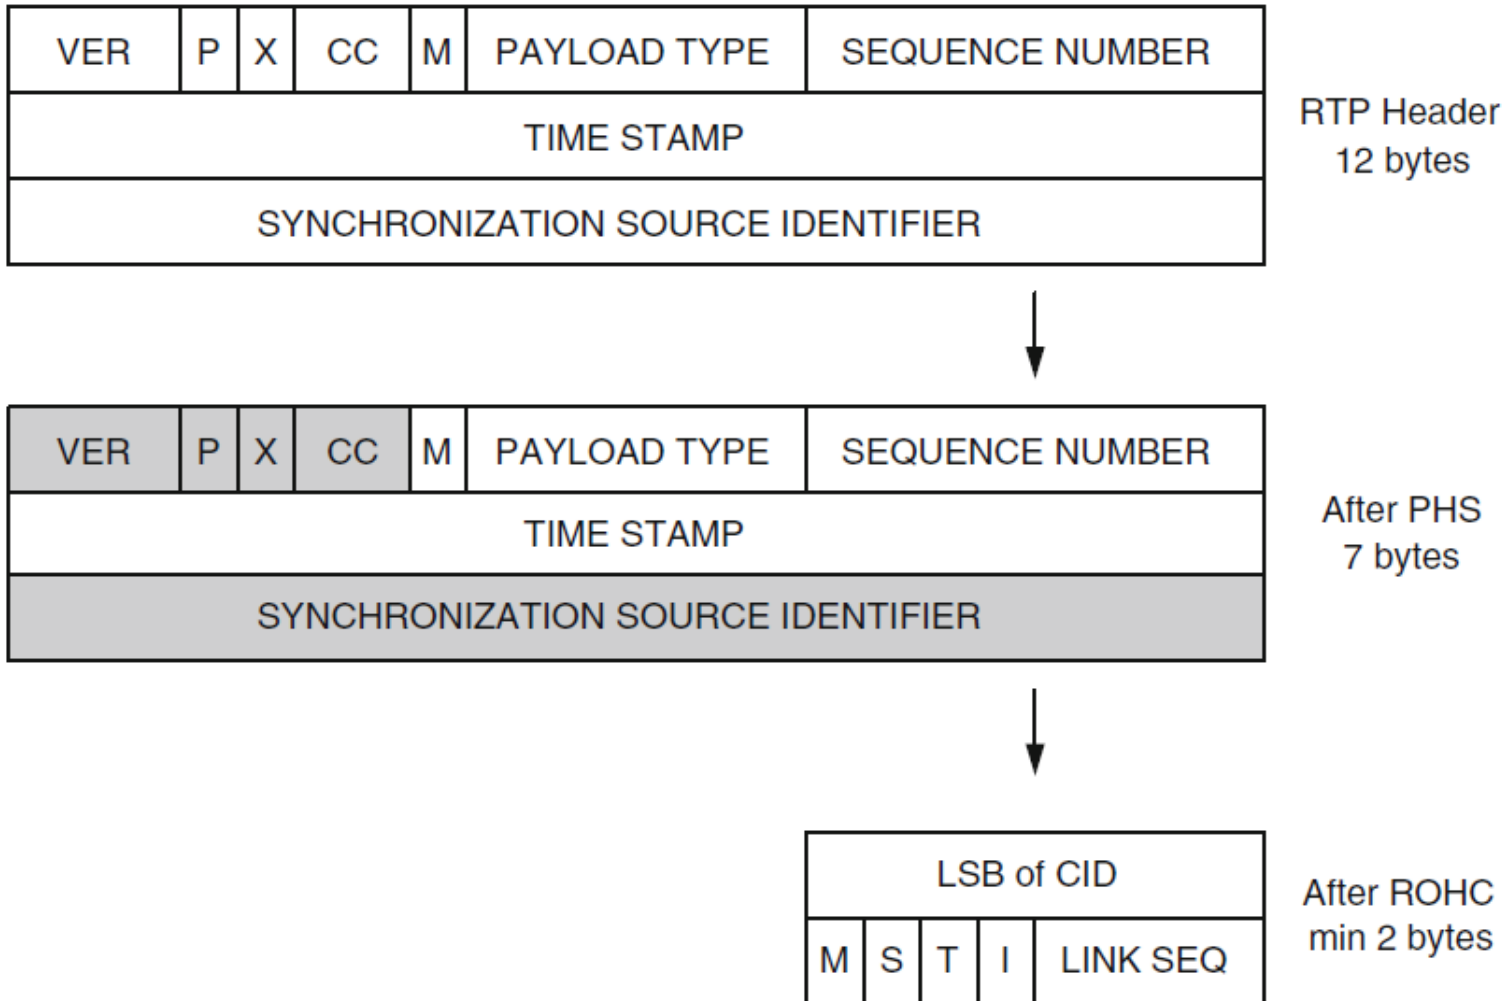 VER P X CC M PAYLOAD TYPE SEQUENCE NUMBER
TIME STAMP
SYNCHRONIZATION SOURCE IDENTIFIER
RTP Header
12 bytes
VER P X CC M PAYLOAD TYPE SEQUENCE NUMBER
TIME STAMP
SYNCHRONIZATION SOURCE IDENTIFIER
After PHS
7 bytes
LSB of CID
M S T I LINK SEQ
After ROHC
min 2 bytes